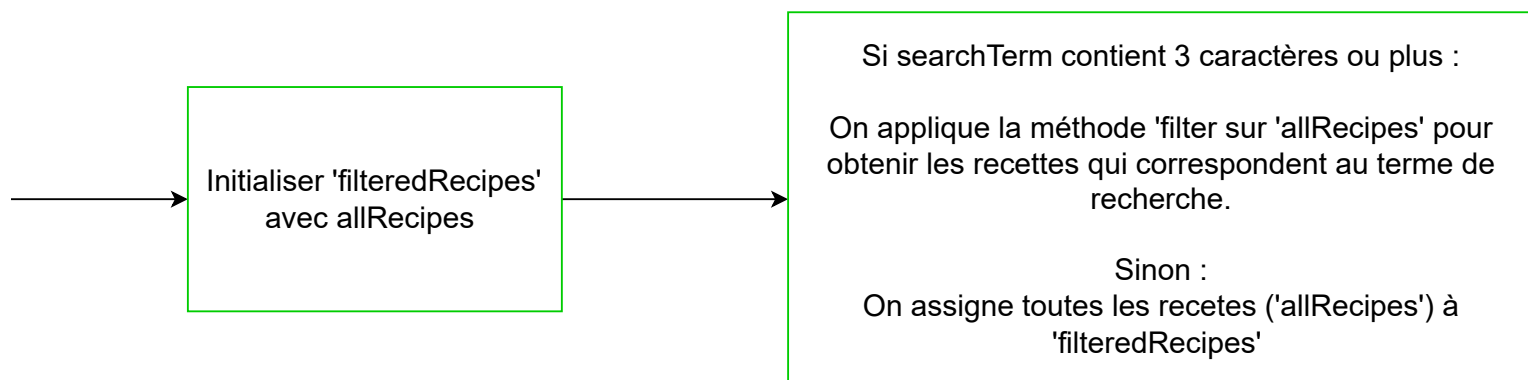 Initialiser 'filteredRecipes'
avec allRecipes
Si searchTerm contient 3 caractères ou plus :
On applique la méthode 'filter sur 'allRecipes' pour
obtenir les recettes qui correspondent au terme de
recherche.
Sinon :
On assigne toutes les recetes ('allRecipes') à
'filteredRecipes'